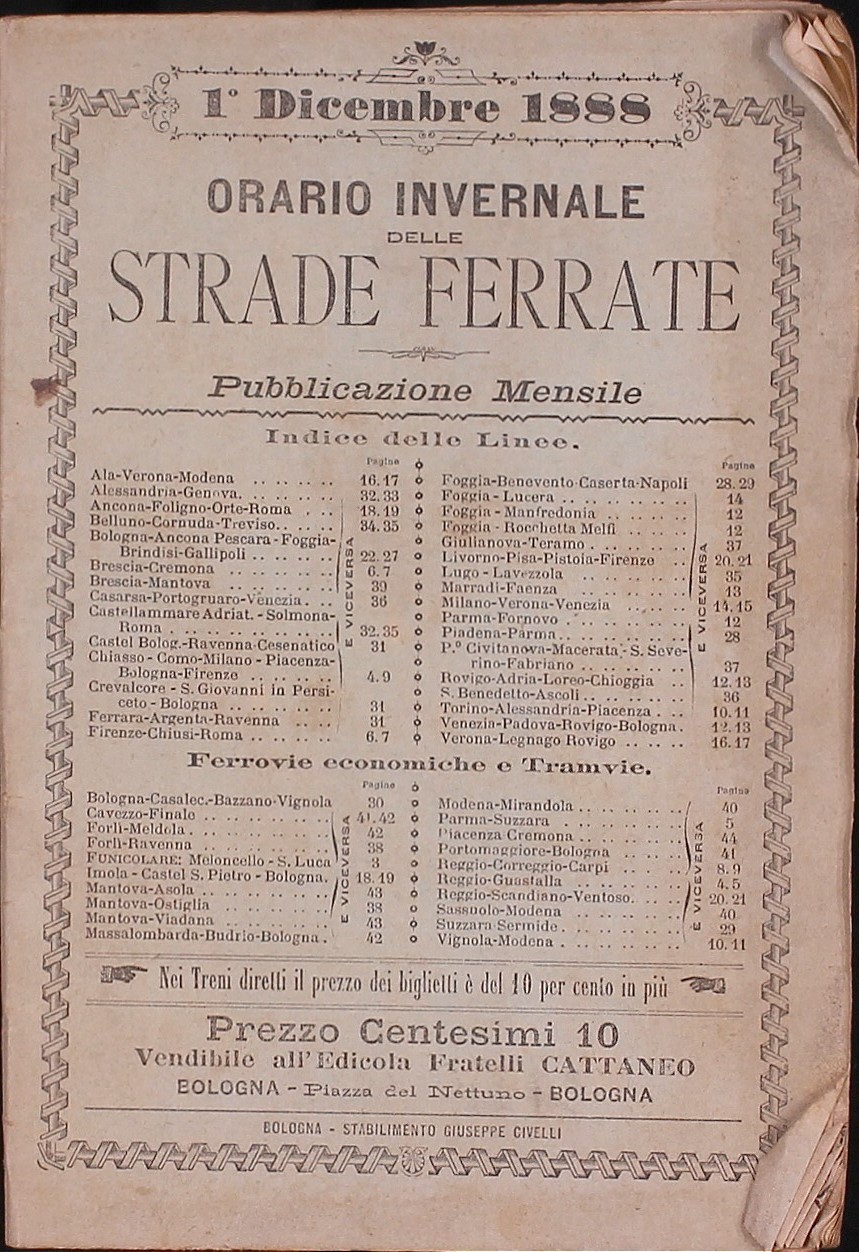 1º Dicembre 1888
ORARIO INVERNALE
DELLE
STRADE FERRATE
Pubblicazione Mensile
Indice delle Linee.
Pagine
Ala-Verona-Modena . . . . . . 16.17
Alessandria-Genova. . . . . . . 32.33
Ancona-Foligno-Orte-Roma . . . 18.19
Belluno-Cornuda-Treviso. . . . . 34.35
Bologna-Ancona Pescara-Foggia-
Brindisi-Gallipoli . . . . . . 22.27
Brescia-Cremona . . . . . . . 6.7
Brescia-Mantova . . . . . . . 39
Casarsa-Portogruaro-Venezia. . . 36
Castellammare Adriat. - Solmona-
Roma . . . . . . . . . . . 32.35
Castel Bolog.-Ravenna-Cesenatico 31
Chiasso-Como-Milano-Piacenza-
Bologna-Firenze . . . . . . 4.9
Crevalcore - S. Giovanni in Persi-
ceto - Bologna . . . . . . . 31
Ferrara-Argenta-Ravenna . . . . 31
Firenze-Chiusi-Roma . . . . . . 6.7
E VICEVERSA
Pagine
Foggia-Benevento-Caserta-Napoli 28.29
Foggia - Lucera . . . . . . . . 14
Foggia - Manfredonia . . . . . . 12
Foggia - Rocchetta Melfi . . . . . 12
Giulianova-Teramo . . . . . . . 37
Livorno-Pisa-Pistoia-Firenze . . 20.21
Lugo - Lavezzola . . . . . . . 35
Marradi-Faenza . . . . . . . . 13
Milano-Verona-Venezia . . . . . 14.15
Parma-Fornovo . . . . . . . . 12
Piadena-Parma . . . . . . . . 28
P.º Civitanova-Macerata - S. Seve-
rino-Fabriano . . . . . . . 37
Rovigo-Adria-Loreo-Chioggia . . 12.13
S. Benedetto-Ascoli . . . . . . . 36
Torino-Alessandria-Piacenza . . . 10.11
Venezia-Padova-Rovigo-Bologna. 12.13
Verona-Legnago Rovigo . . . . . 16.17
E VICEVERSA
Ferrovie economiche e Tramvie.
Pagine
Bologna-Casalec.-Bazzano-Vignola 30
Cavezzo-Finale . . . . . . . . 41.42
Forlì-Meldola . . . . . . . . . 42
Forlì-Ravenna . . . . . . . . 38
FUNICOLARE: Meloncello - S. Luca 3
Imola - Castel S. Pietro - Bologna. 18.19
Mantova-Asola . . . . . . . . 43
Mantova-Ostiglia . . . . . . . 38
Mantova-Viadana . . . . . . . 43
Massalombarda-Budrio-Bologna . 42
E VICEVERSA
Pagine
Modena-Mirandola . . . . . . . 40
Parma-Suzzara . . . . . . . . 5
Piacenza Cremona . . . . . . . 44
Portomaggiore-Bologna . . . . . 41
Reggio-Correggio-Carpi . . . . . 8.9
Reggio-Guastalla . . . . . . . 4.5
Reggio-Scandiano-Ventoso. . . . 20.21
Sassuolo-Modena . . . . . . . 40
Suzzara Sermide . . . . . . . . 29
Vignola-Modena . . . . . . . . 10.11
E VICEVERSA
Nei Treni diretti il prezzo dei biglietti è del 10 per cento in più
Prezzo Centesimi 10
Vendibile all'Edicola Fratelli CATTANEO
BOLOGNA - Piazza del Nettuno - BOLOGNA
BOLOGNA - STABILIMENTO GIUSEPPE CIVELLI